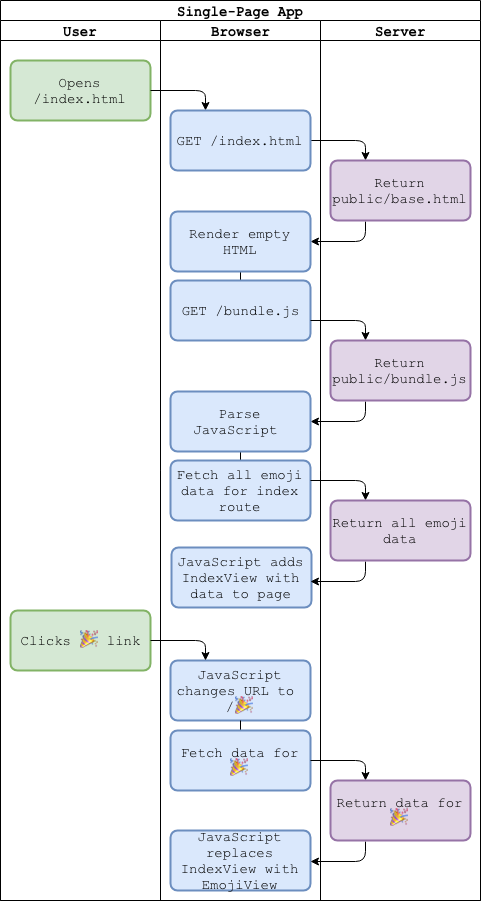 Single-Page App
User
Browser
Server
Opens
/index.html
GET /index.html
Return
public/base.html
Render empty
HTML
GET /bundle.js
Return
public/bundle.js
Parse
JavaScript
Fetch all emoji
data for index
route
Return all emoji
data
JavaScript adds
IndexView with
data to page
Clicks 🎉 link
JavaScript
changes URL to
/🎉
Fetch data for
🎉
Return data for
🎉
JavaScript
replaces
IndexView with
EmojiView